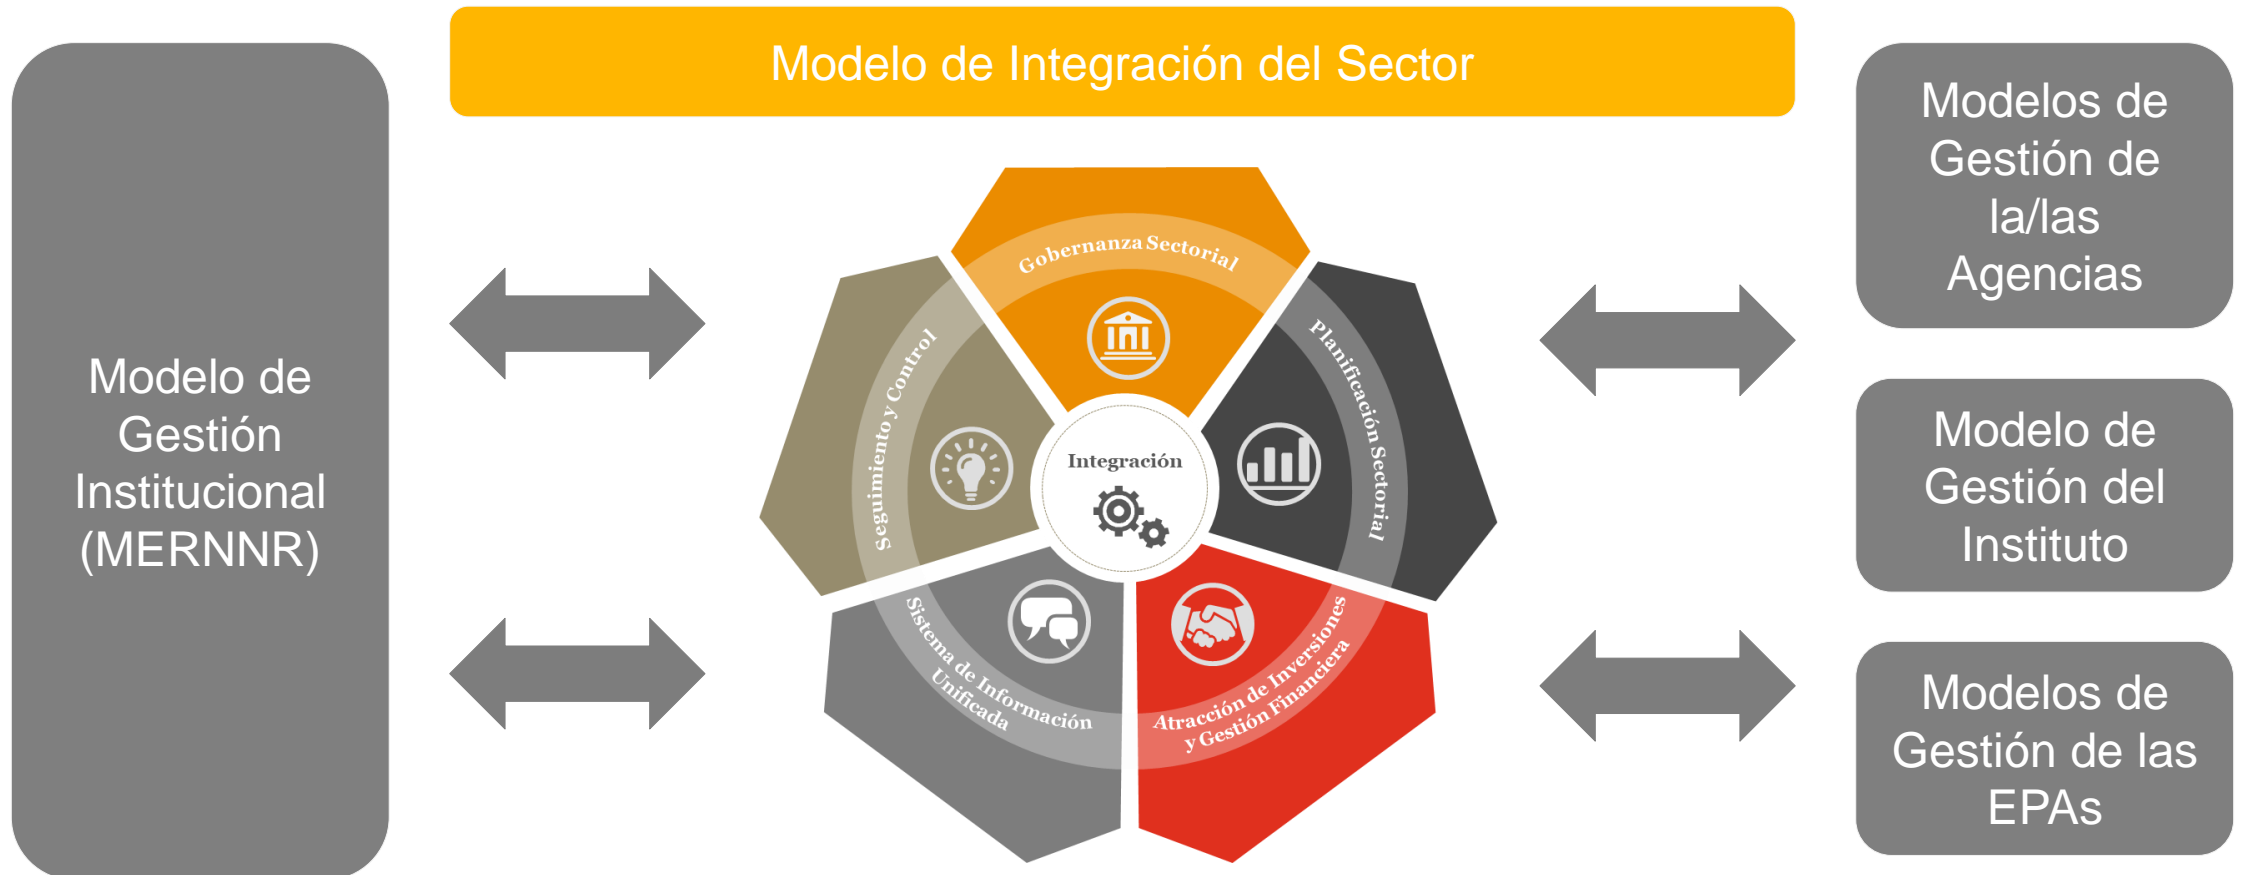 Modelo de Integración del Sector
Modelo de
Gestión
Institucional
(MERNNR)
Gobernanza Sectorial
Planificación Sectorial
Atracción de Inversiones
y Gestión Financiera
Sistema de Información
Unificada
Seguimiento y Control
Integración
Modelos de
Gestión de
la/las
Agencias
Modelo de
Gestión del
Instituto
Modelos de
Gestión de las
EPAs